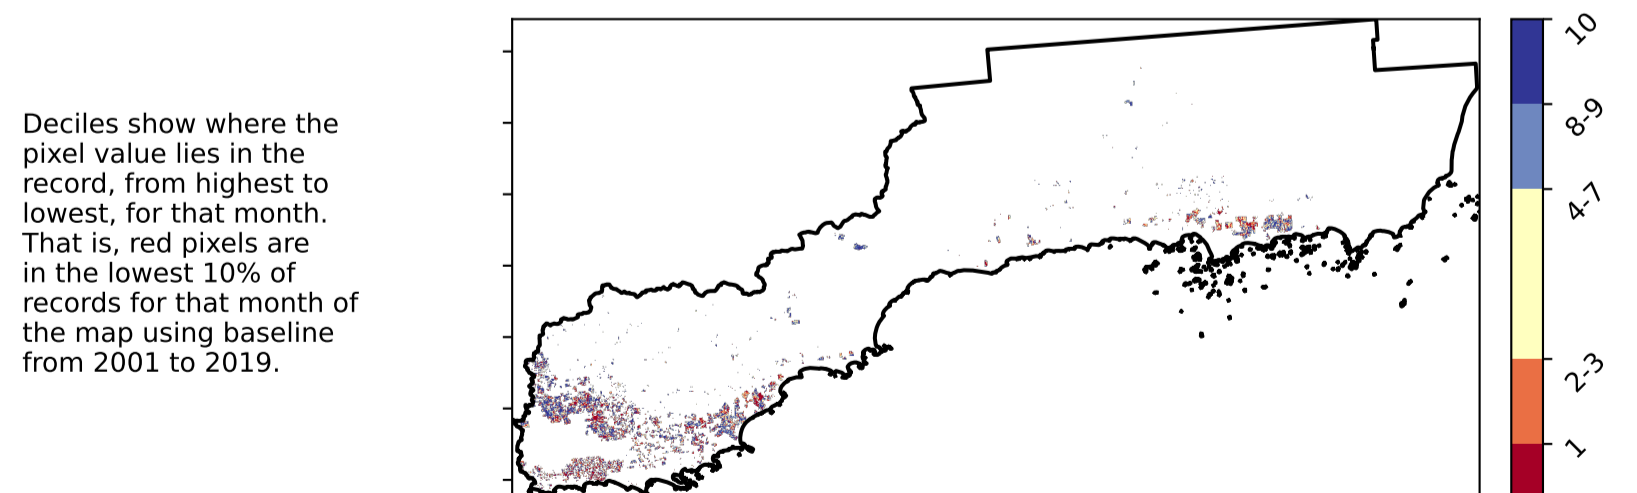 Deciles show where the
pixel value lies in the
record, from highest to
lowest, for that month.
That is, red pixels are
in the lowest 10% of
records for that month of
the map using baseline
from 2001 to 2019.
10
8-9
4-7
2-3
1